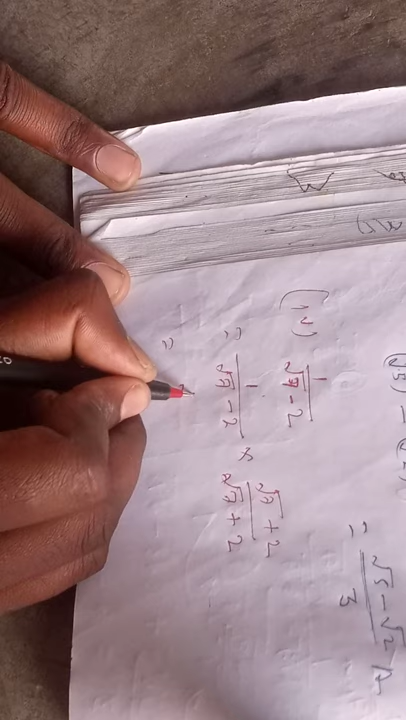 = (√5 - √2) / 3
(iv) 1 / (√7 - 2)
= 1 / (√7 - 2) × (√7 + 2) / (√7 + 2)
=